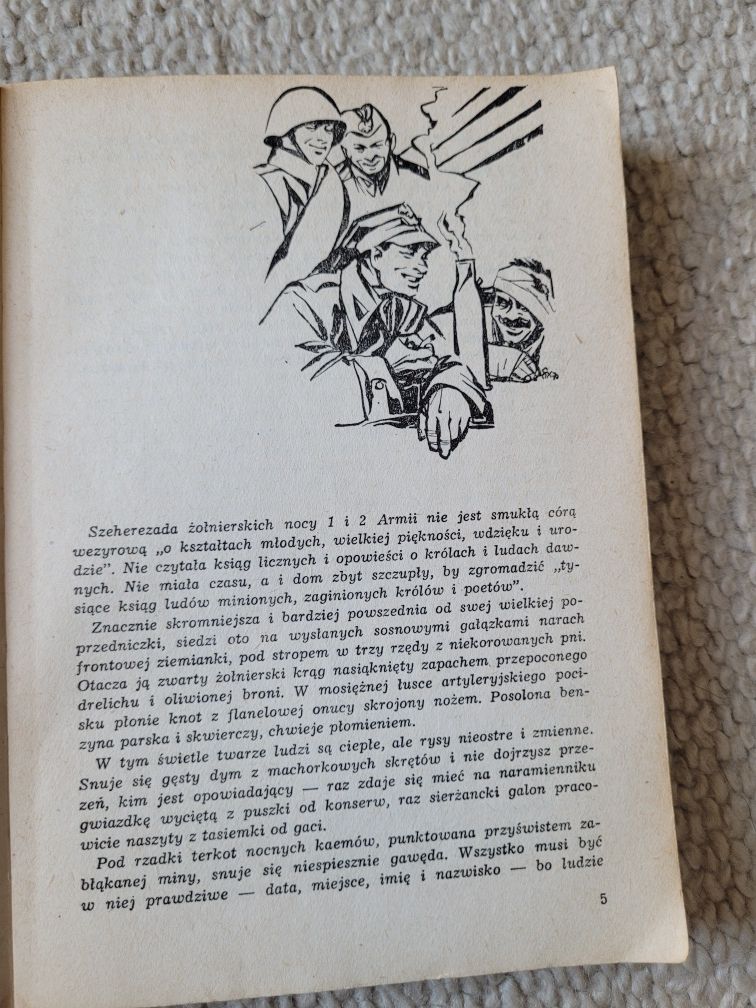 Szeherezada żołnierskich nocy 1 i 2 Armii nie jest smukłą córą
wezyrową „o kształtach młodych, wielkiej piękności, wdzięku i uro-
dzie”. Nie czytała ksiąg licznych i opowieści o królach i ludach daw-
nych. Nie miała czasu, a i dom zbyt szczupły, by zgromadzić „ty-
siące ksiąg ludów minionych, zaginionych królów i poetów”.
Znacznie skromniejsza i bardziej powszednia od swej wielkiej po-
przedniczki, siedzi oto na wysłanych sosnowymi gałązkami narach
frontowej ziemianki, pod stropem w trzy rzędy z niekorowanych pni.
Otacza ją zwarty żołnierski krąg nasiąknięty zapachem przepoconego
drelichu i oliwionej broni. W mosiężnej łusce artyleryjskiego poci-
sku płonie knot z flanelowej onucy skrojony nożem. Posolona ben-
zyna parska i skwierczy, chwieje płomieniem.
W tym świetle twarze ludzi są ciepłe, ale rysy nieostre i zmienne.
Snuje się gęsty dym z machorkowych skrętów i nie dojrzysz prze-
zeń, kim jest opowiadający — raz zdaje się mieć na naramienniku
gwiazdkę wyciętą z puszki od konserw, raz sierżancki galon praco-
wicie naszyty z tasiemki od gaci.
Pod rzadki terkot nocnych kaemów, punktowana przyświstem za-
błąkanej miny, snuje się niespiesznie gawęda. Wszystko musi być
w niej prawdziwe — data, miejsce, imię i nazwisko — bo ludzie
5